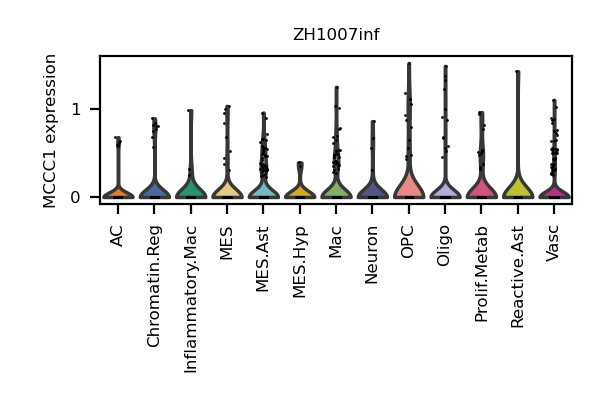 ZH1007inf
MCCC1 expression
1
0
AC
Chromatin.Reg
Inflammatory.Mac
MES
MES.Ast
MES.Hyp
Mac
Neuron
OPC
Oligo
Prolif.Metab
Reactive.Ast
Vasc